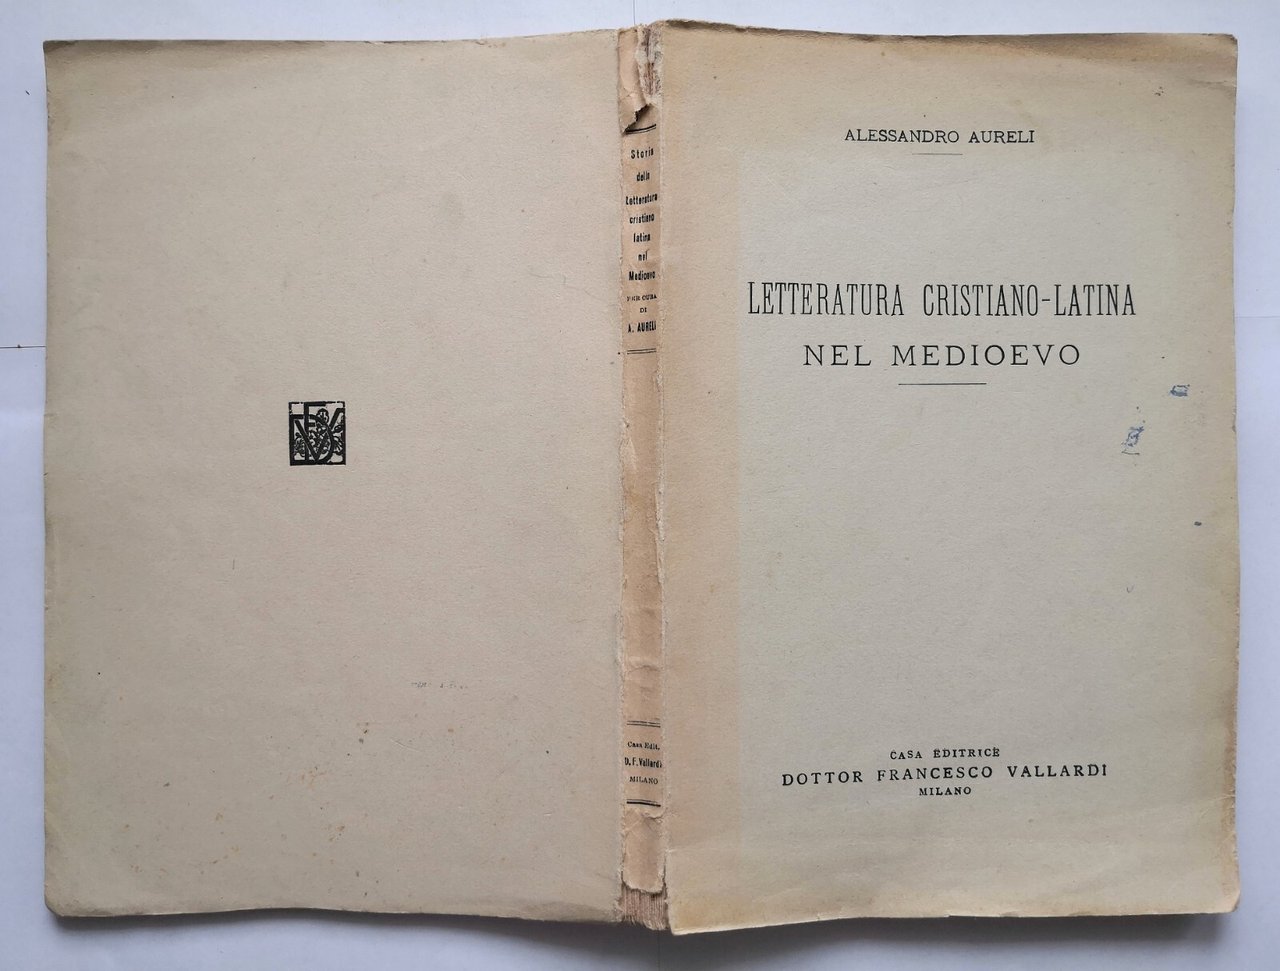 Storia
della
Letteratura
cristiano
latina
nel
Medioevo
PER CURA
DI
A. AURELI
Casa Edit.
D. F. Vallardi
MILANO
ALESSANDRO AURELI
LETTERATURA CRISTIANO-LATINA
NEL MEDIOEVO
CASA EDITRICE
DOTTOR FRANCESCO VALLARDI
MILANO